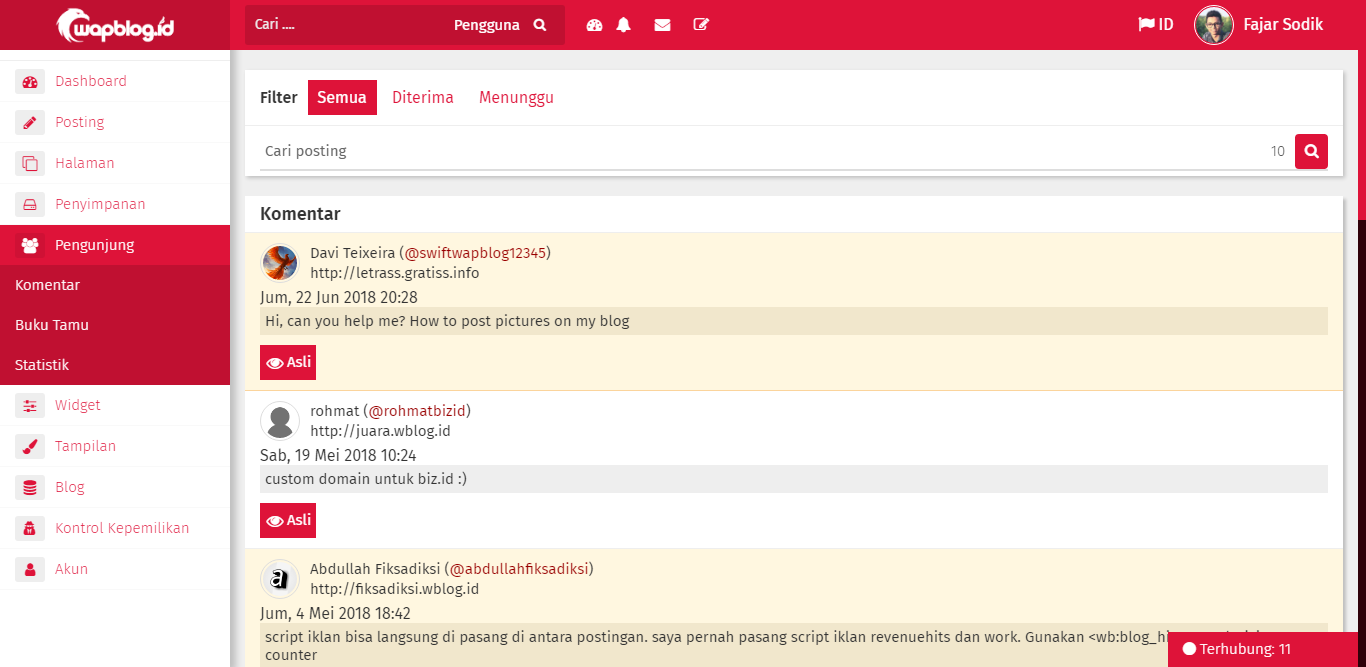 wapblog.id
Cari ....
Pengguna
ID
Fajar Sodik
Dashboard
Posting
Halaman
Penyimpanan
Pengunjung
Komentar
Buku Tamu
Statistik
Widget
Tampilan
Blog
Kontrol Kepemilikan
Akun
Filter Semua Diterima Menunggu
Cari posting 10
Komentar
Davi Teixeira (@swiftwapblog12345)
http://letrass.gratiss.info
Jum, 22 Jun 2018 20:28
Hi, can you help me? How to post pictures on my blog
Asli
rohmat (@rohmatbizid)
http://juara.wblog.id
Sab, 19 Mei 2018 10:24
custom domain untuk biz.id :)
Asli
a
Abdullah Fiksadiksi (@abdullahfiksadiksi)
http://fiksadiksi.wblog.id
Jum, 4 Mei 2018 18:42
script iklan bisa langsung di pasang di antara postingan. saya pernah pasang script iklan revenuehits dan work. Gunakan
counter
Terhubung: 11